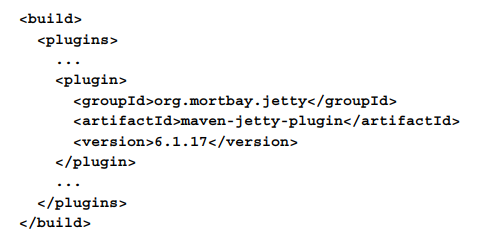 <build>
  <plugins>
    ...
    <plugin>
      <groupId>org.mortbay.jetty</groupId>
      <artifactId>maven-jetty-plugin</artifactId>
      <version>6.1.17</version>
    </plugin>
    ...
  </plugins>
</build>